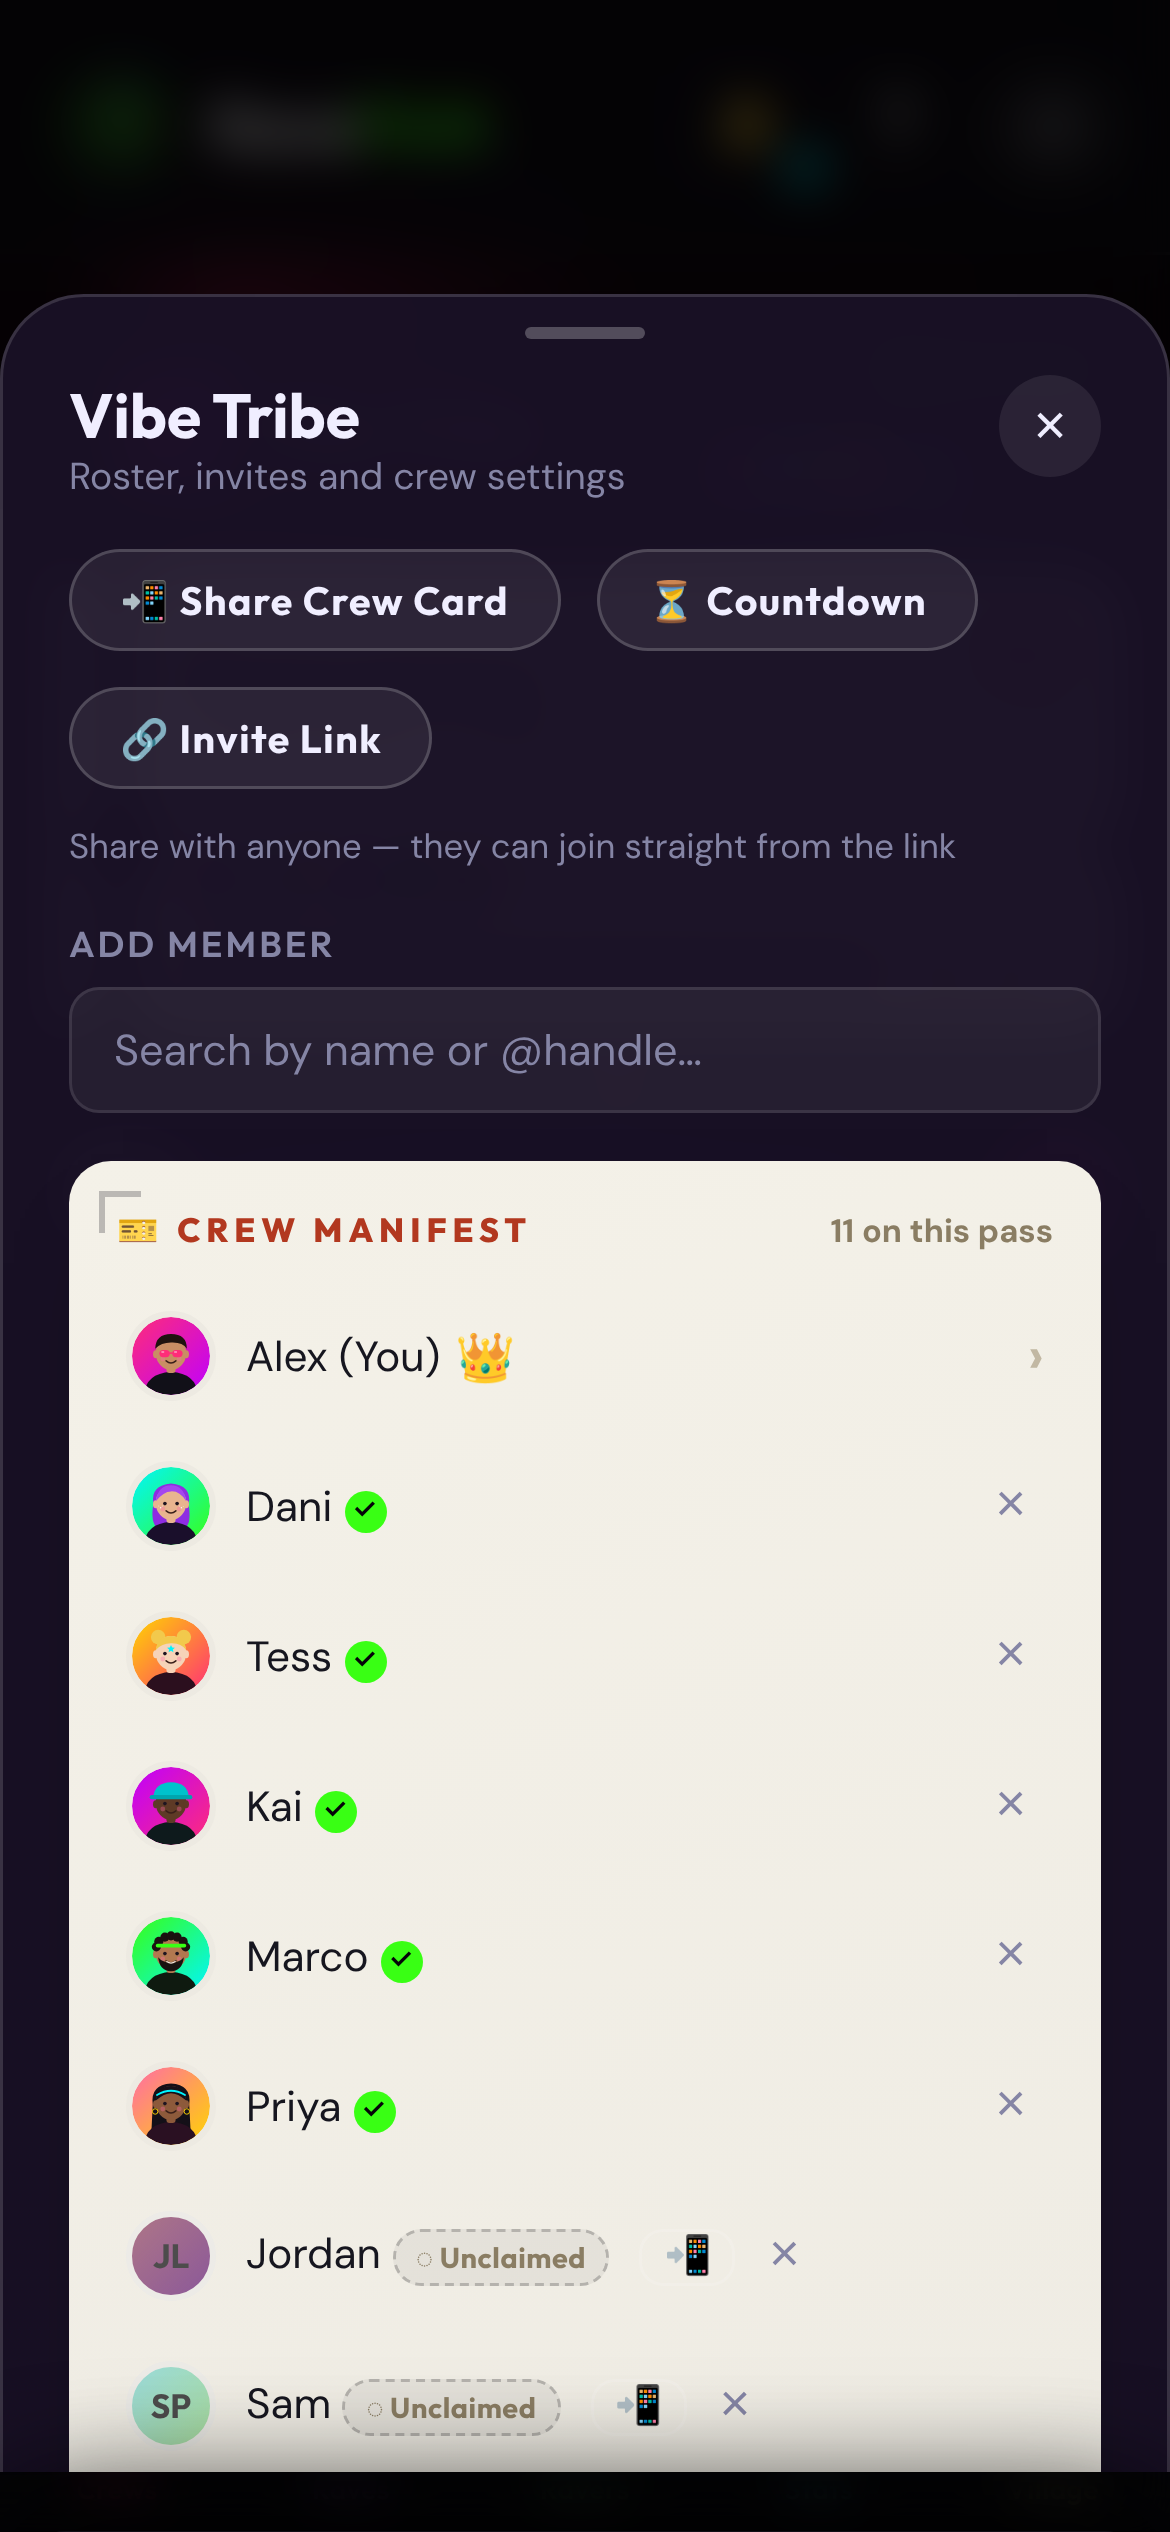 Vibe Tribe
Roster, invites and crew settings
Share Crew Card
Countdown
Invite Link
Share with anyone — they can join straight from the link
ADD MEMBER
Search by name or @handle...
CREW MANIFEST
11 on this pass
Alex (You)
Dani
Tess
Kai
Marco
Priya
JL Jordan Unclaimed
SP Sam Unclaimed